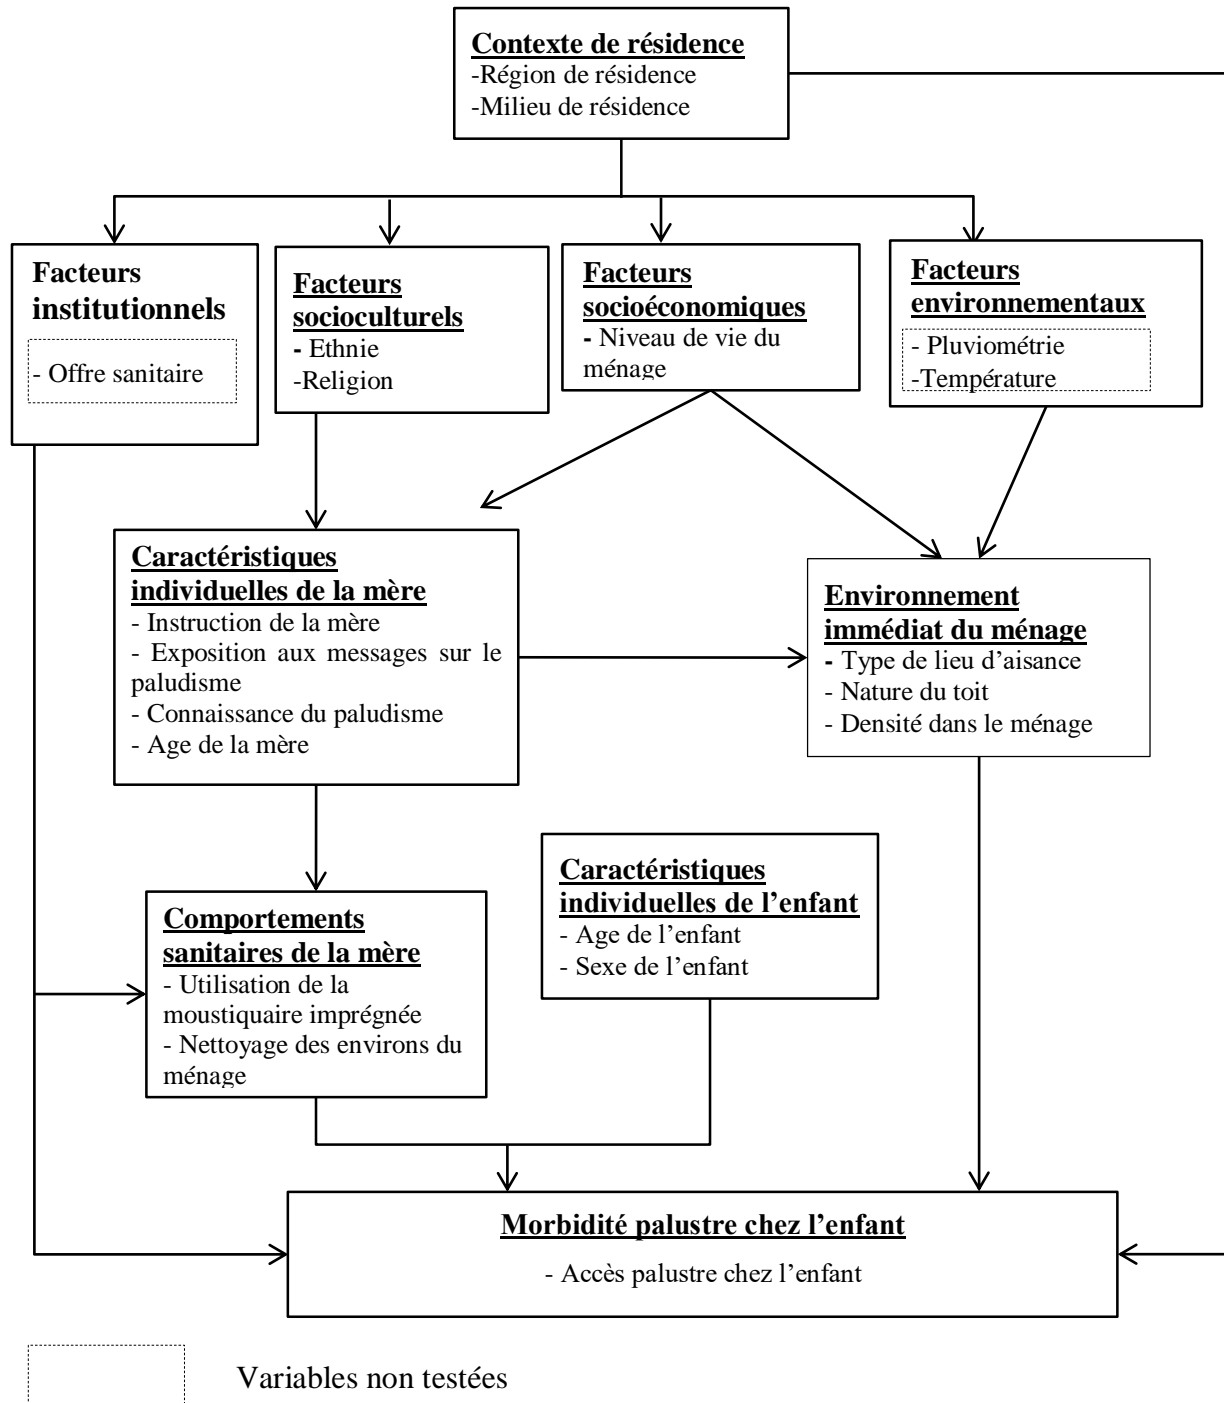 Contexte de résidence
-Région de résidence
-Milieu de résidence
Facteurs
institutionnels
- Offre sanitaire
Facteurs
socioculturels
- Ethnie
-Religion
Facteurs
socioéconomiques
- Niveau de vie du
ménage
Facteurs
environnementaux
- Pluviométrie
-Température
Caractéristiques
individuelles de la mère
- Instruction de la mère
- Exposition aux messages sur le
paludisme
- Connaissance du paludisme
- Age de la mère
Environnement
immédiat du ménage
- Type de lieu d’aisance
- Nature du toit
- Densité dans le ménage
Caractéristiques
individuelles de l’enfant
- Age de l’enfant
- Sexe de l’enfant
Comportements
sanitaires de la mère
- Utilisation de la
moustiquaire imprégnée
- Nettoyage des environs du
ménage
Morbidité palustre chez l’enfant
- Accès palustre chez l’enfant
Variables non testées